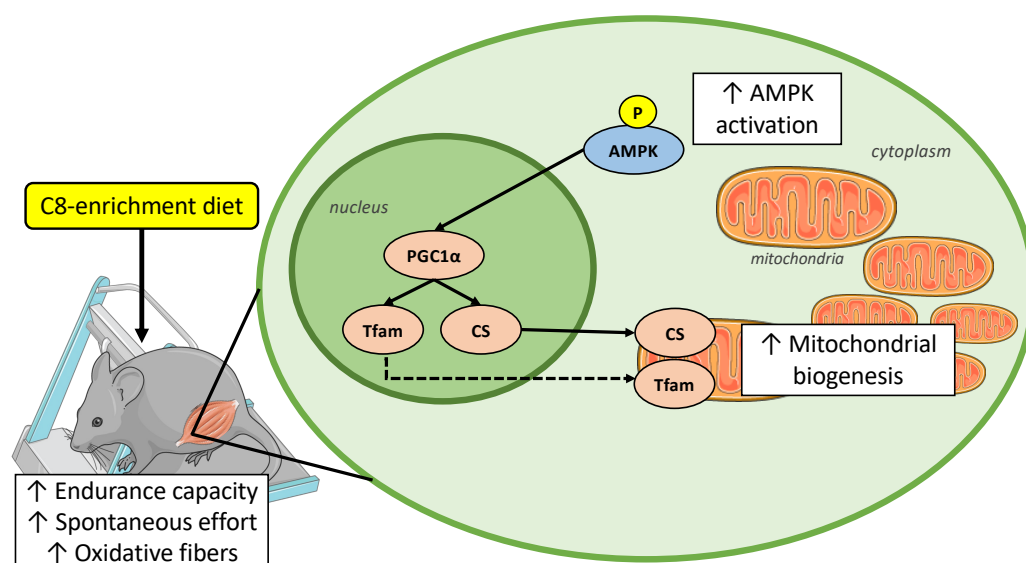 C8-enrichment diet
↑ Endurance capacity
↑ Spontaneous effort
↑ Oxidative fibers
nucleus
PGC1α
Tfam
CS
P
AMPK
↑ AMPK
activation
cytoplasm
mitochondria
CS
Tfam
↑ Mitochondrial
biogenesis